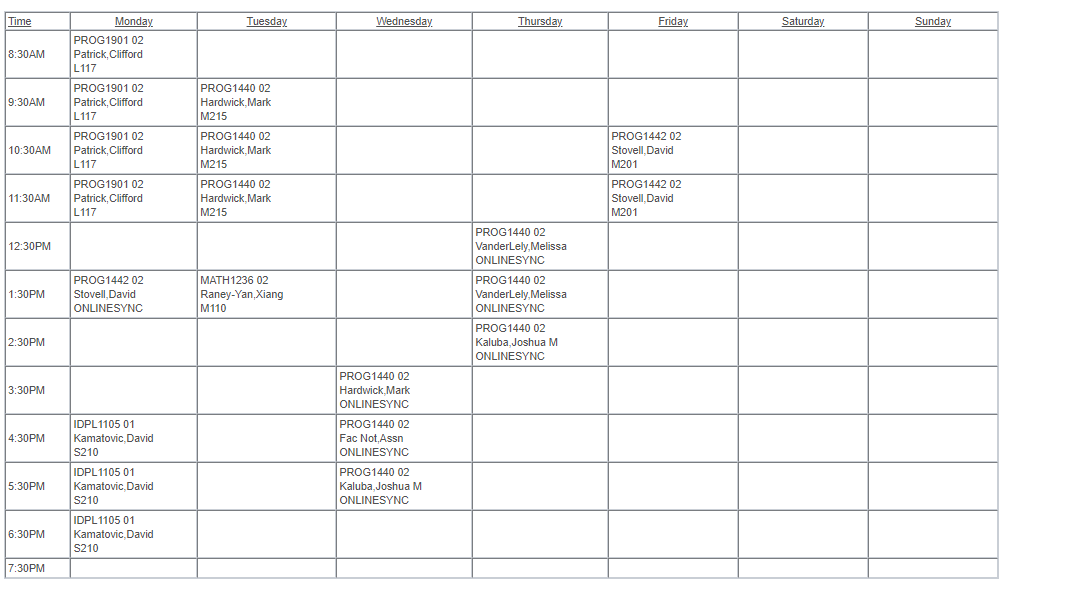 Time Monday Tuesday Wednesday Thursday Friday Saturday Sunday
8:30AM
PROG1901 02
Patrick,Clifford
L117
9:30AM
PROG1901 02
Patrick,Clifford
L117
PROG1440 02
Hardwick,Mark
M215
10:30AM
PROG1901 02
Patrick,Clifford
L117
PROG1440 02
Hardwick,Mark
M215
PROG1442 02
Stovell,David
M201
11:30AM
PROG1901 02
Patrick,Clifford
L117
PROG1440 02
Hardwick,Mark
M215
PROG1442 02
Stovell,David
M201
12:30PM
PROG1440 02
VanderLely,Melissa
ONLINESYNC
1:30PM
PROG1442 02
Stovell,David
ONLINESYNC
MATH1236 02
Raney-Yan,Xiang
M110
PROG1440 02
VanderLely,Melissa
ONLINESYNC
2:30PM
PROG1440 02
Kaluba,Joshua M
ONLINESYNC
3:30PM
PROG1440 02
Hardwick,Mark
ONLINESYNC
4:30PM
IDPL1105 01
Kamatovic,David
S210
PROG1440 02
Fac Not,Assn
ONLINESYNC
5:30PM
IDPL1105 01
Kamatovic,David
S210
PROG1440 02
Kaluba,Joshua M
ONLINESYNC
6:30PM
IDPL1105 01
Kamatovic,David
S210
7:30PM